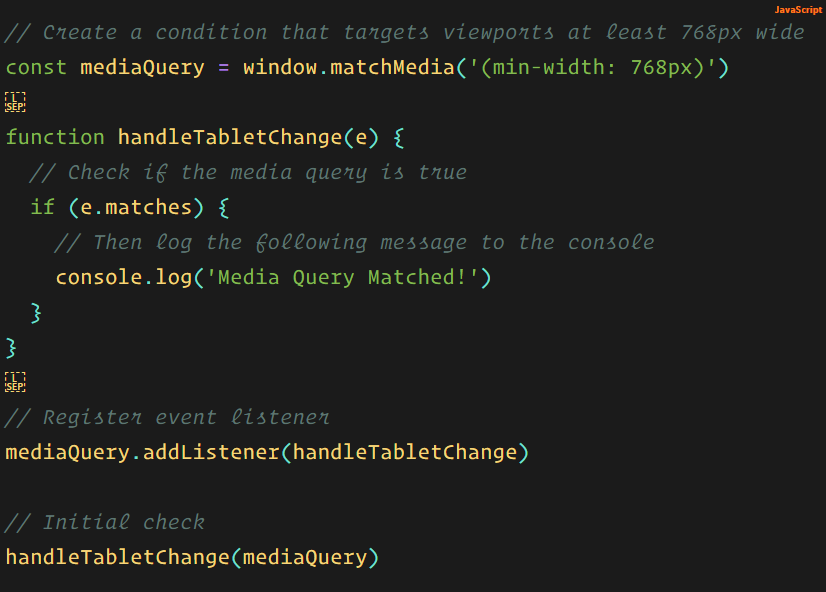 JavaScript
// Create a condition that targets viewports at least 768px wide
const mediaQuery = window.matchMedia('(min-width: 768px)')
L SEP
function handleTabletChange(e) {
  // Check if the media query is true
  if (e.matches) {
    // Then log the following message to the console
    console.log('Media Query Matched!')
  }
}
L SEP
// Register event listener
mediaQuery.addListener(handleTabletChange)

// Initial check
handleTabletChange(mediaQuery)